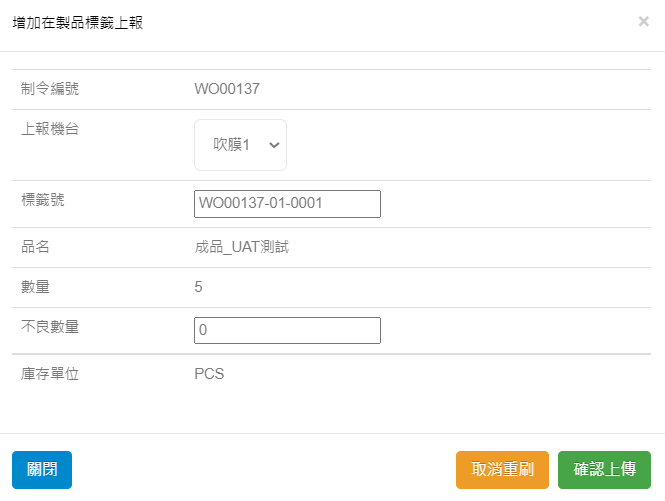 增加在製品標籤上報
×
制令編號 WO00137
上報機台 吹膜1
標籤號 WO00137-01-0001
品名 成品_UAT測試
數量 5
不良數量 0
庫存單位 PCS
關閉 取消重刷 確認上傳